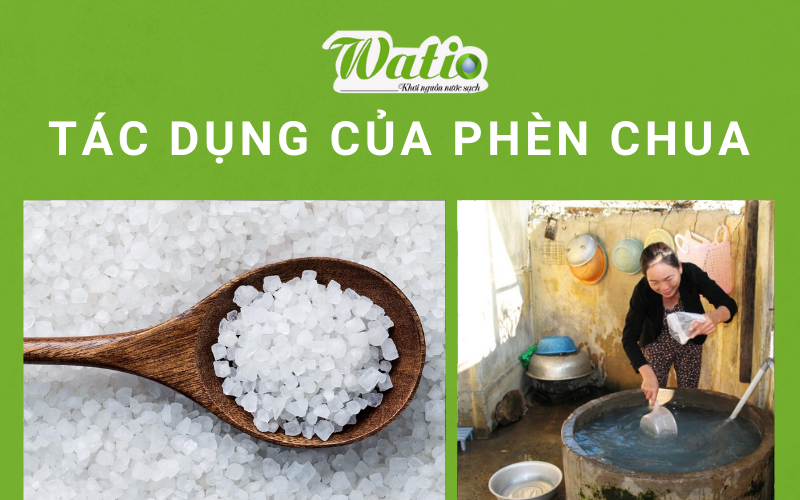 Watio
Khơi nguồn nước sạch
TÁC DỤNG CỦA PHÈN CHUA